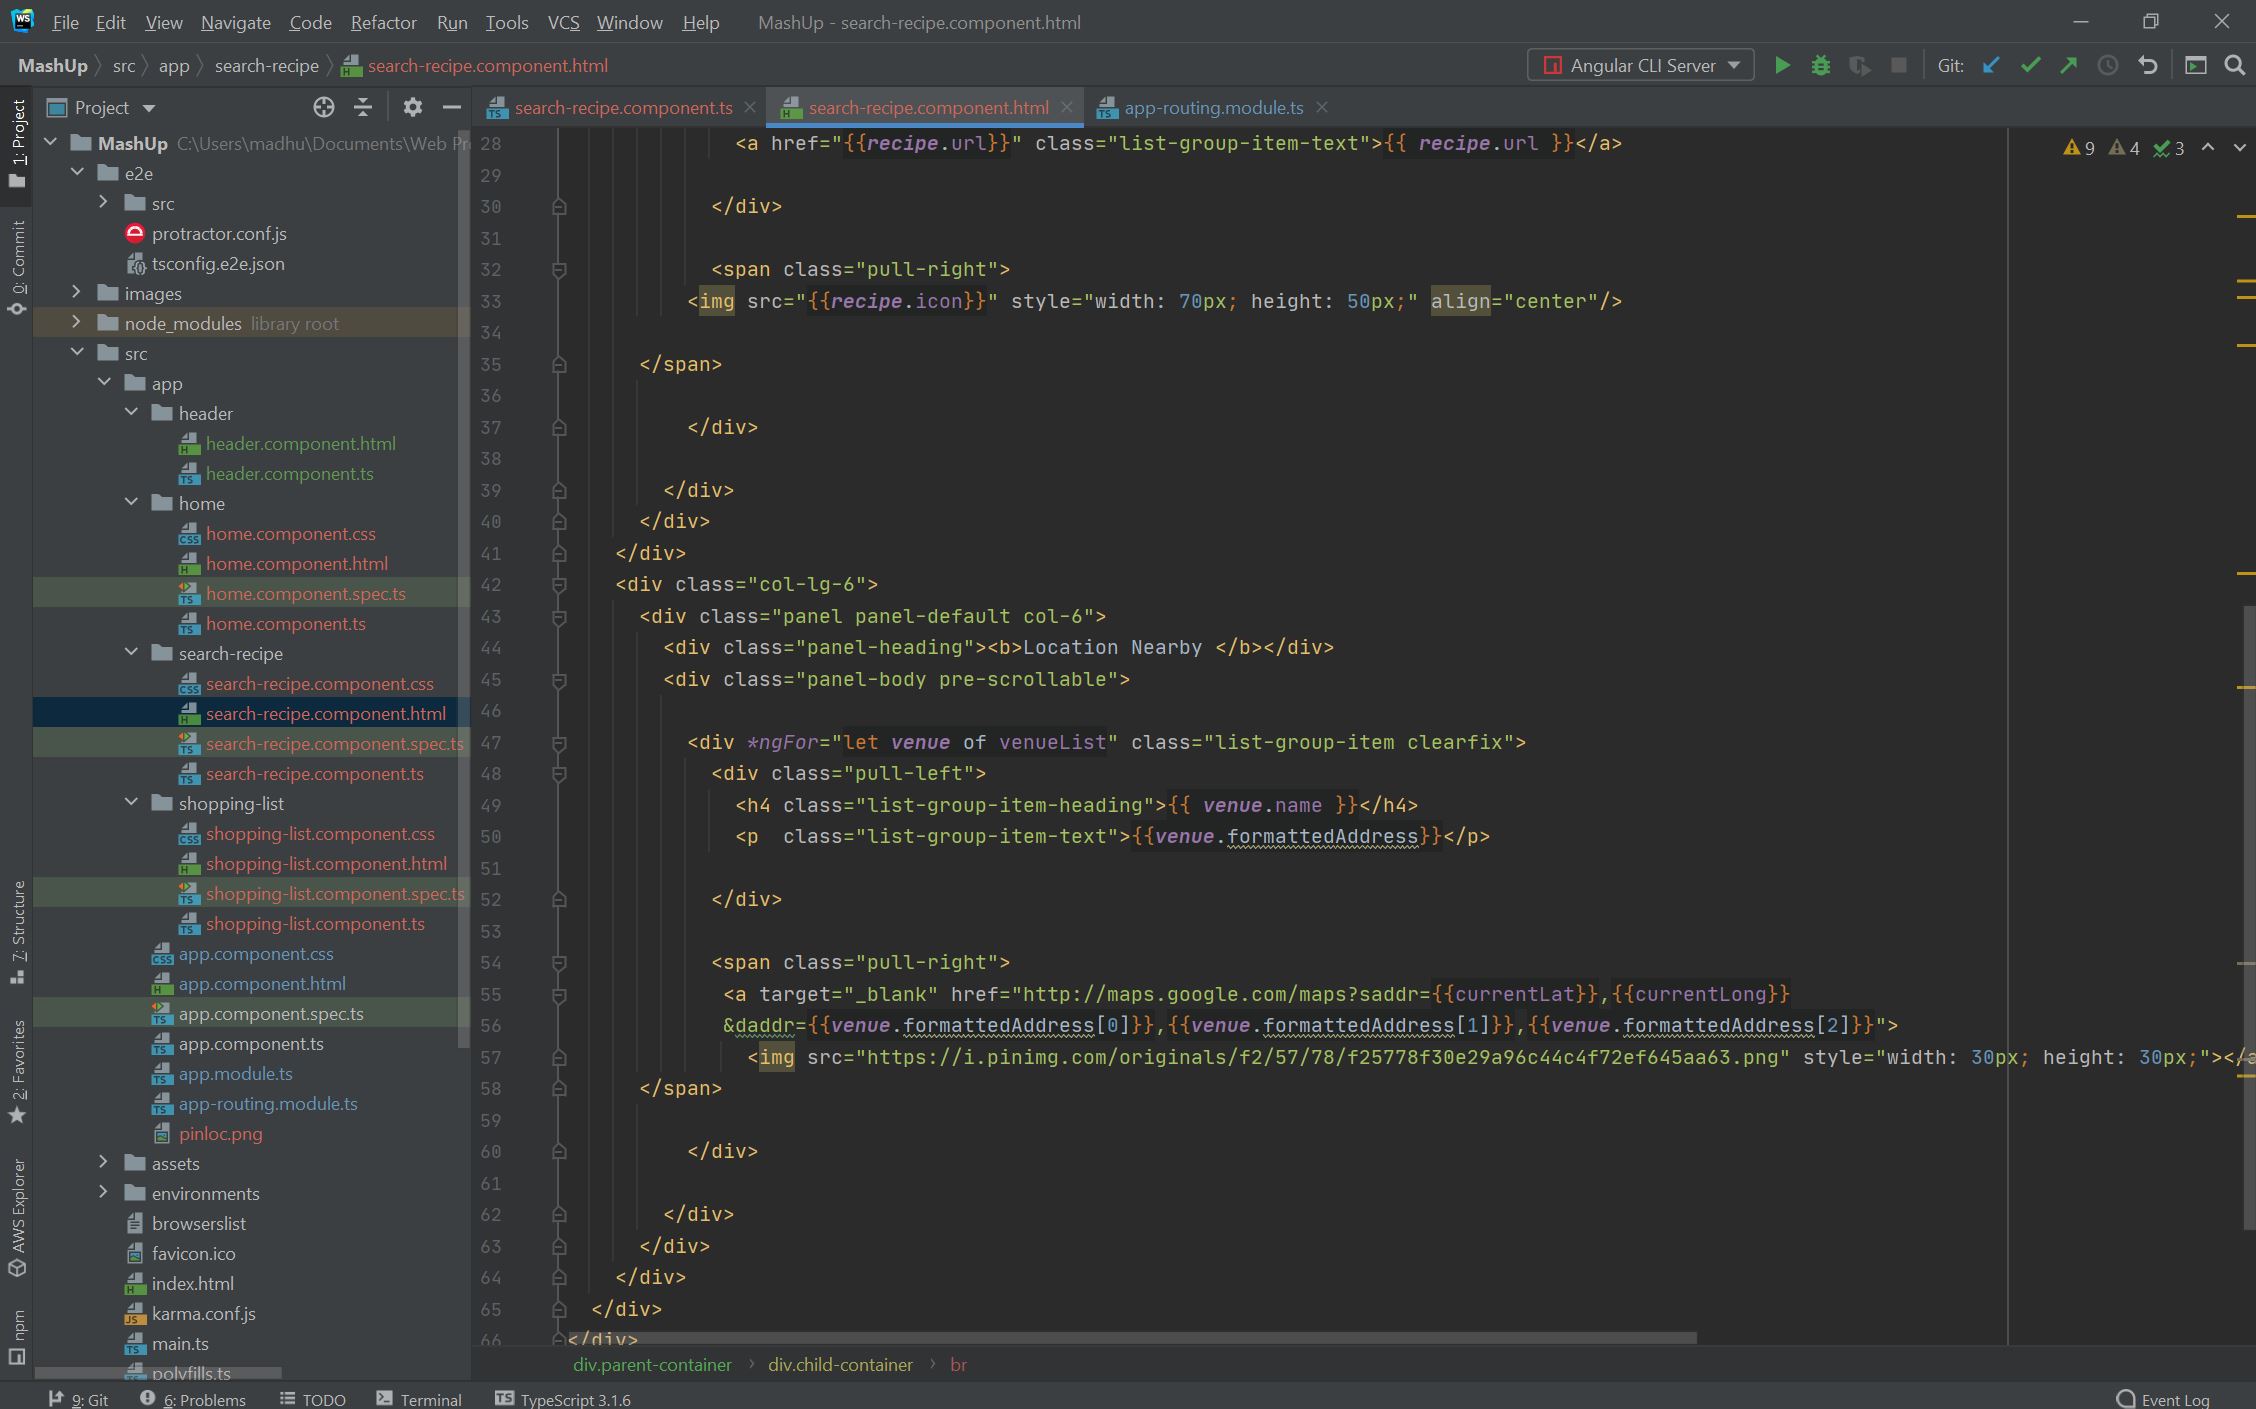 File Edit View Navigate Code Refactor Run Tools VCS Window Help MashUp - search-recipe.component.html
MashUp src app search-recipe search-recipe.component.html Angular CLI Server Git:
Project search-recipe.component.ts search-recipe.component.html app-routing.module.ts
1: Project
0: Commit
7: Structure
2: Favorites
AWS Explorer
npm
MashUp C:\Users\madhu\Documents\Web Pr
e2e
src
protractor.conf.js
tsconfig.e2e.json
images
node_modules library root
src
app
header
header.component.html
header.component.ts
home
home.component.css
home.component.html
home.component.spec.ts
home.component.ts
search-recipe
search-recipe.component.css
search-recipe.component.html
search-recipe.component.spec.ts
search-recipe.component.ts
shopping-list
shopping-list.component.css
shopping-list.component.html
shopping-list.component.spec.ts
shopping-list.component.ts
app.component.css
app.component.html
app.component.spec.ts
app.component.ts
app.module.ts
app-routing.module.ts
pinloc.png
assets
environments
browserslist
favicon.ico
index.html
karma.conf.js
main.ts
polyfills.ts
9 4 3
28 <a href="{{recipe.url}}" class="list-group-item-text">{{ recipe.url }}</a>
29
30 </div>
31
32 <span class="pull-right">
33 <img src="{{recipe.icon}}" style="width: 70px; height: 50px;" align="center"/>
34
35 </span>
36
37 </div>
38
39 </div>
40 </div>
41 </div>
42 <div class="col-lg-6">
43 <div class="panel panel-default col-6">
44 <div class="panel-heading"><b>Location Nearby </b></div>
45 <div class="panel-body pre-scrollable">
46
47 <div *ngFor="let venue of venueList" class="list-group-item clearfix">
48 <div class="pull-left">
49 <h4 class="list-group-item-heading">{{ venue.name }}</h4>
50 <p  class="list-group-item-text">{{venue.formattedAddress}}</p>
51
52 </div>
53
54 <span class="pull-right">
55 <a target="_blank" href="http://maps.google.com/maps?saddr={{currentLat}},{{currentLong}}
56 &daddr={{venue.formattedAddress[0]}},{{venue.formattedAddress[1]}},{{venue.formattedAddress[2]}}">
57 <img src="https://i.pinimg.com/originals/f2/57/78/f25778f30e29a96c44c4f72ef645aa63.png" style="width: 30px; height: 30px;"></a
58 </span>
59
60 </div>
61
62 </div>
63 </div>
64 </div>
65 </div>
66 </div>
div.parent-container div.child-container br
9: Git 6: Problems TODO Terminal TypeScript 3.1.6 Event Log